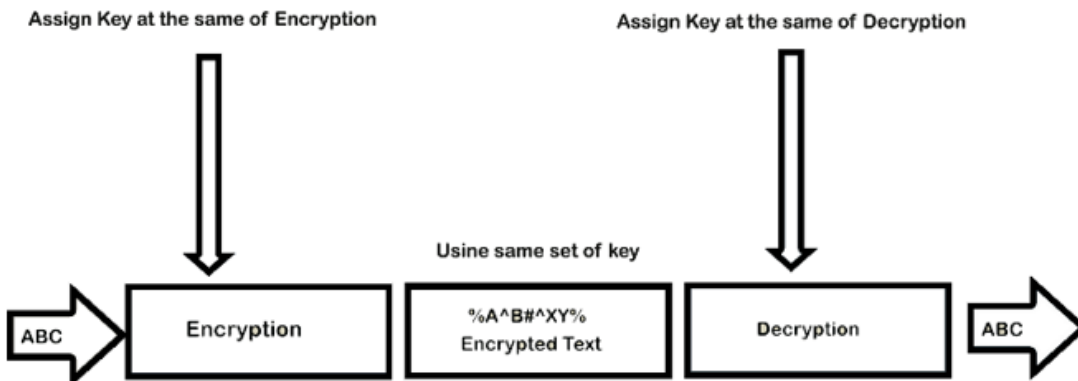 Assign Key at the same of Encryption
Assign Key at the same of Decryption
Usine same set of key
ABC
Encryption
%A^B#^XY%
Encrypted Text
Decryption
ABC